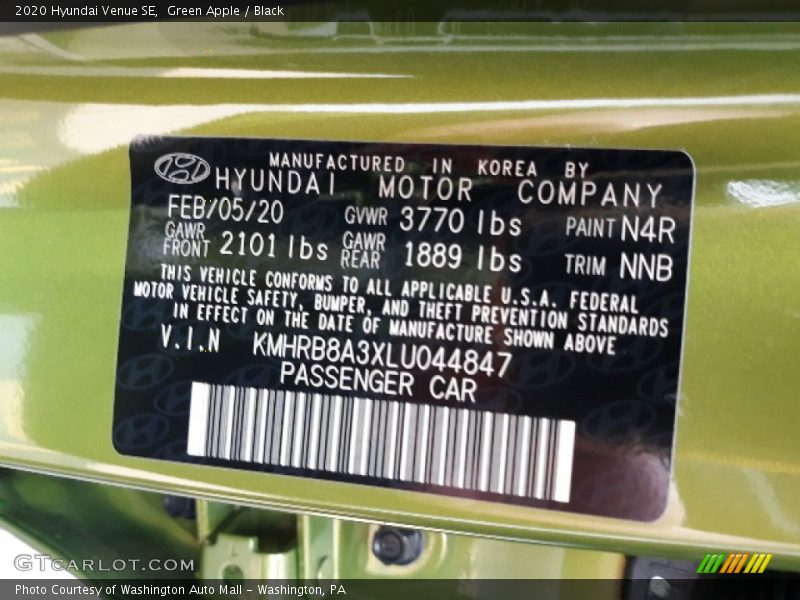 2020 Hyundai Venue SE, Green Apple / Black
MANUFACTURED IN KOREA BY
HYUNDAI MOTOR COMPANY
FEB/05/20 GVWR 3770 lbs PAINT N4R
GAWR FRONT 2101 lbs GAWR REAR 1889 lbs TRIM NNB
THIS VEHICLE CONFORMS TO ALL APPLICABLE U.S.A. FEDERAL
MOTOR VEHICLE SAFETY, BUMPER, AND THEFT PREVENTION STANDARDS
IN EFFECT ON THE DATE OF MANUFACTURE SHOWN ABOVE
V.I.N KMHRB8A3XLU044847
PASSENGER CAR
GTCARLOT.COM
Photo Courtesy of Washington Auto Mall - Washington, PA